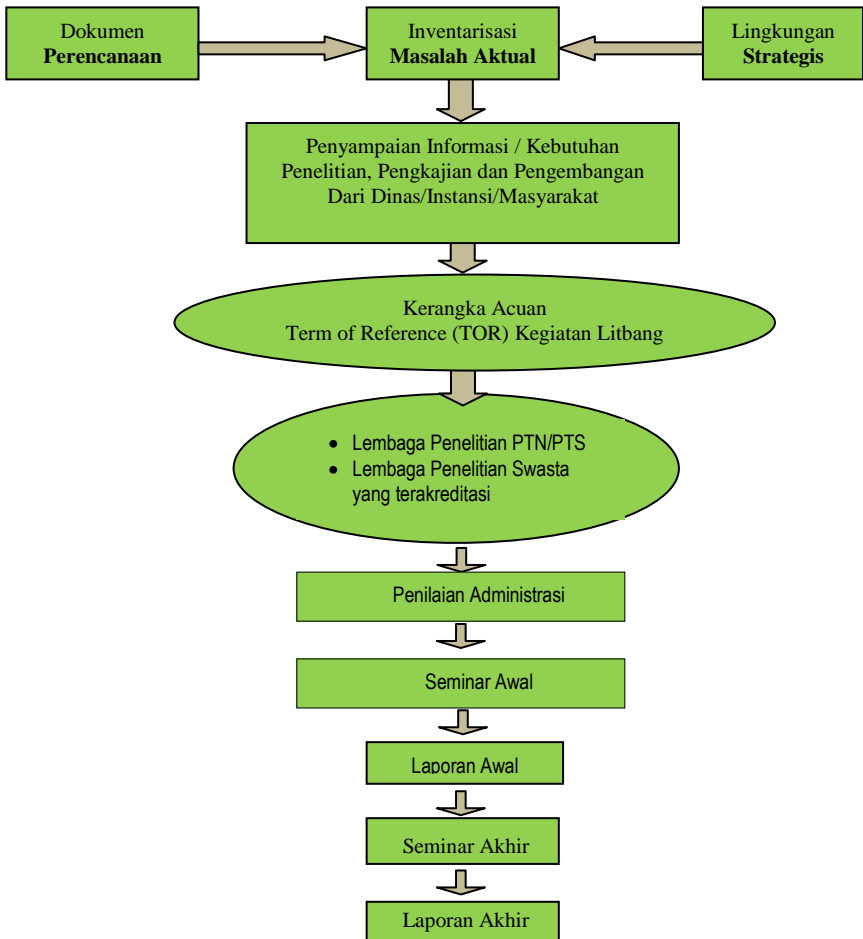 Dokumen
Perencanaan
Inventarisasi
Masalah Aktual
Lingkungan
Strategis
Penyampaian Informasi / Kebutuhan
Penelitian, Pengkajian dan Pengembangan
Dari Dinas/Instansi/Masyarakat
Kerangka Acuan
Term of Reference (TOR) Kegiatan Litbang
• Lembaga Penelitian PTN/PTS
• Lembaga Penelitian Swasta
yang terakreditasi
Penilaian Administrasi
Seminar Awal
Laporan Awal
Seminar Akhir
Laporan Akhir